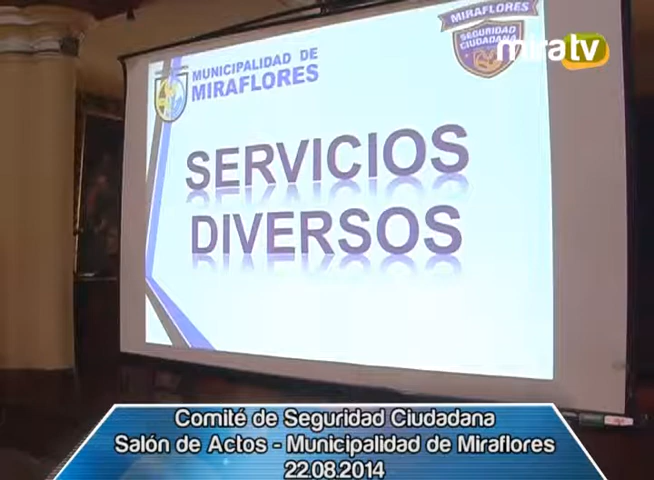 MIRAFLORES
SEGURIDAD
CIUDADANA
miratv
MUNICIPALIDAD DE
MIRAFLORES
SERVICIOS
DIVERSOS
Comité de Seguridad Ciudadana
Salón de Actos - Municipalidad de Miraflores
22.08.2014